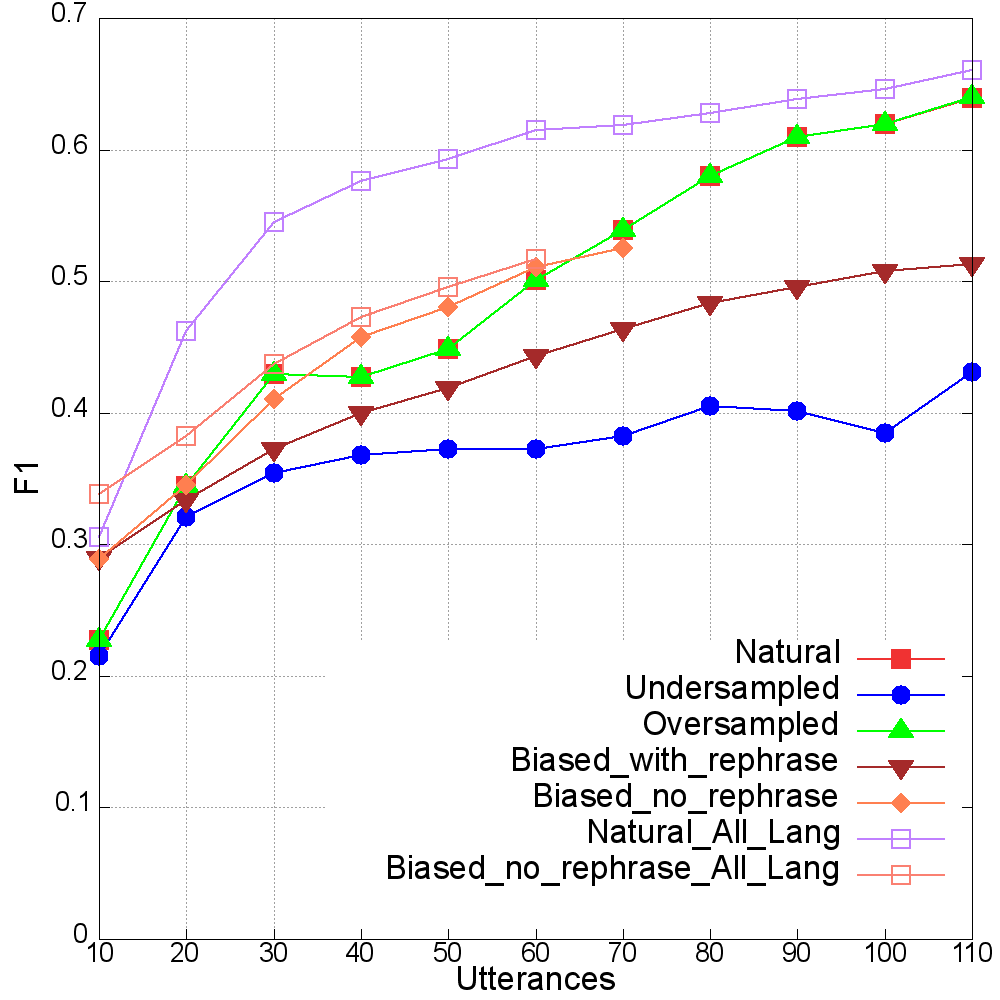 0.7
0.6
0.5
0.4
0.3
0.2
0.1
0
F1
Natural
Undersampled
Oversampled
Biased_with_rephrase
Biased_no_rephrase
Natural_All_Lang
Biased_no_rephrase_All_Lang
10 20 30 40 50 60 70 80 90 100 110
Utterances